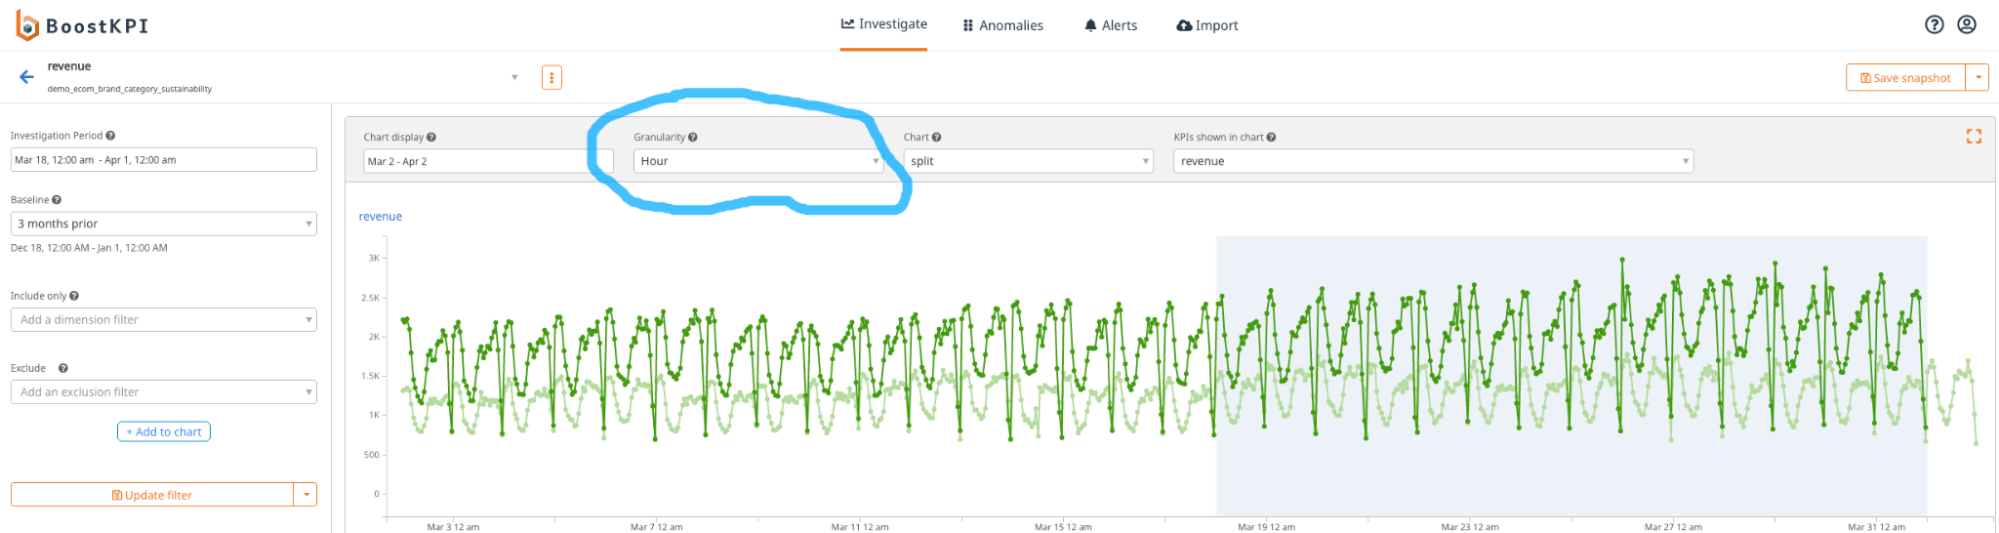 BoostKPI
Investigate
Anomalies
Alerts
Import
revenue
demo_ecom_brand_category_sustainability
Save snapshot
Investigation Period
Mar 18, 12:00 am - Apr 1, 12:00 am
Baseline
3 months prior
Dec 18, 12:00 AM - Jan 1, 12:00 AM
Include only
Add a dimension filter
Exclude
Add an exclusion filter
+ Add to chart
Update filter
Chart display
Mar 2 - Apr 2
Granularity
Hour
Chart
split
KPIs shown in chart
revenue
revenue
3K
2.5K
2K
1.5K
1K
500
0
Mar 3 12 am
Mar 7 12 am
Mar 11 12 am
Mar 15 12 am
Mar 19 12 am
Mar 23 12 am
Mar 27 12 am
Mar 31 12 am